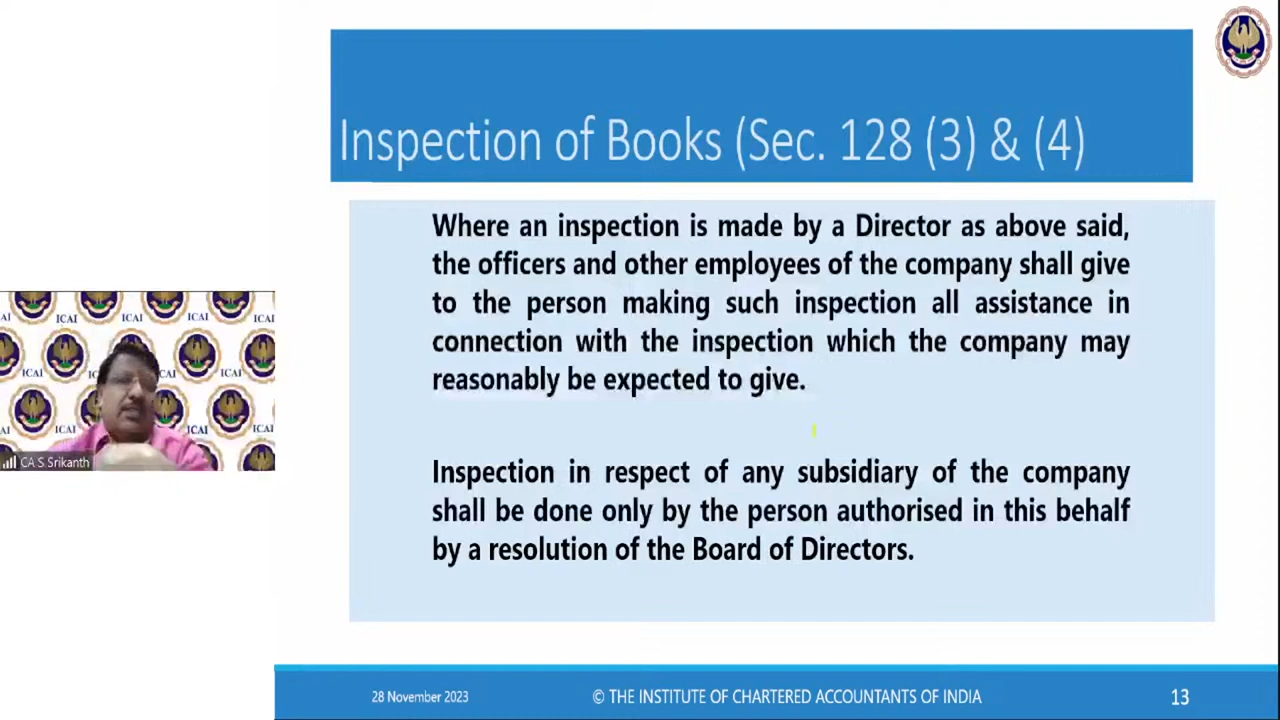 Inspection of Books (Sec. 128 (3) & (4)
Where an inspection is made by a Director as above said,
the officers and other employees of the company shall give
to the person making such inspection all assistance in
connection with the inspection which the company may
reasonably be expected to give.
Inspection in respect of any subsidiary of the company
shall be done only by the person authorised in this behalf
by a resolution of the Board of Directors.
ICAI ICAI ICAI
CA S Srikanth
28 November 2023 © THE INSTITUTE OF CHARTERED ACCOUNTANTS OF INDIA 13